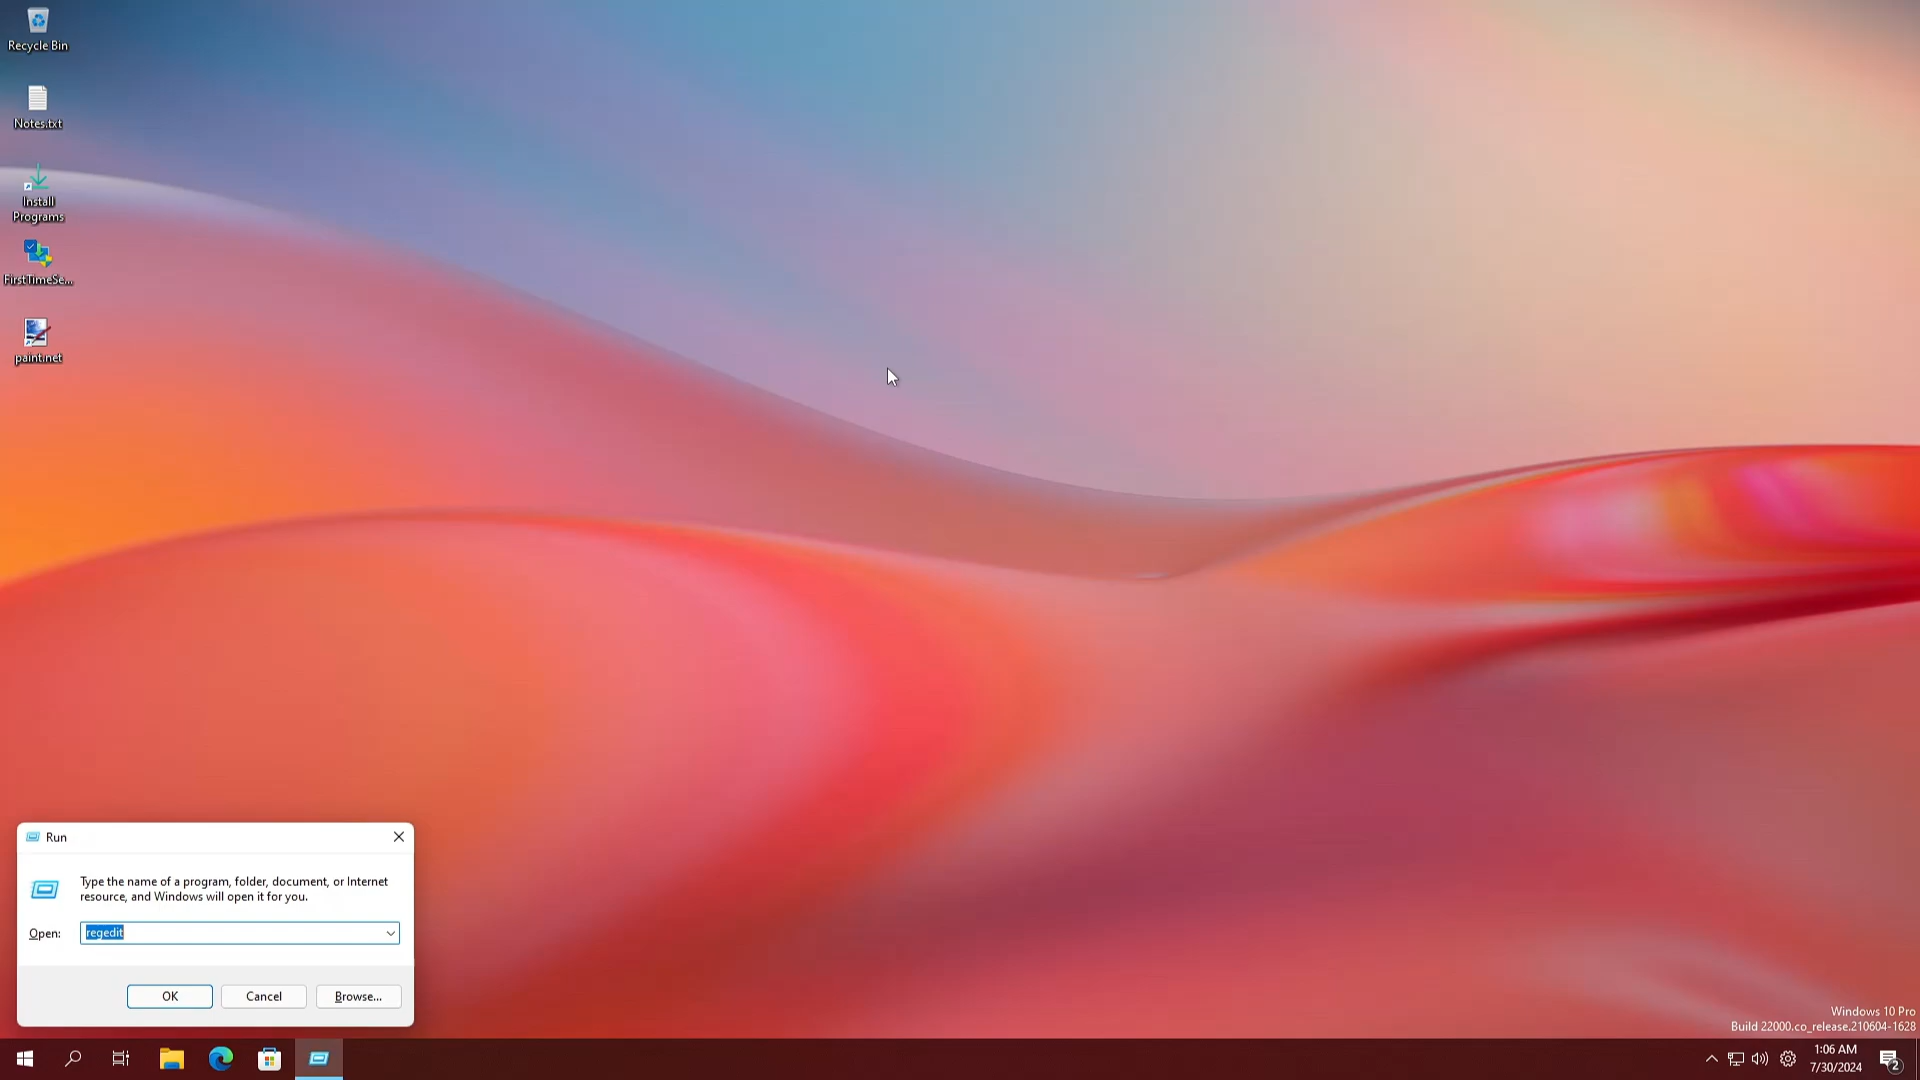 Recycle Bin
Notes.txt
Install
Programs
FirstTimeSe...
paint.net
Run
Type the name of a program, folder, document, or Internet
resource, and Windows will open it for you.
Open:
regedit
OK
Cancel
Browse...
Windows 10 Pro
Build 22000.co_release.210604-1628
1:06 AM
7/30/2024
2